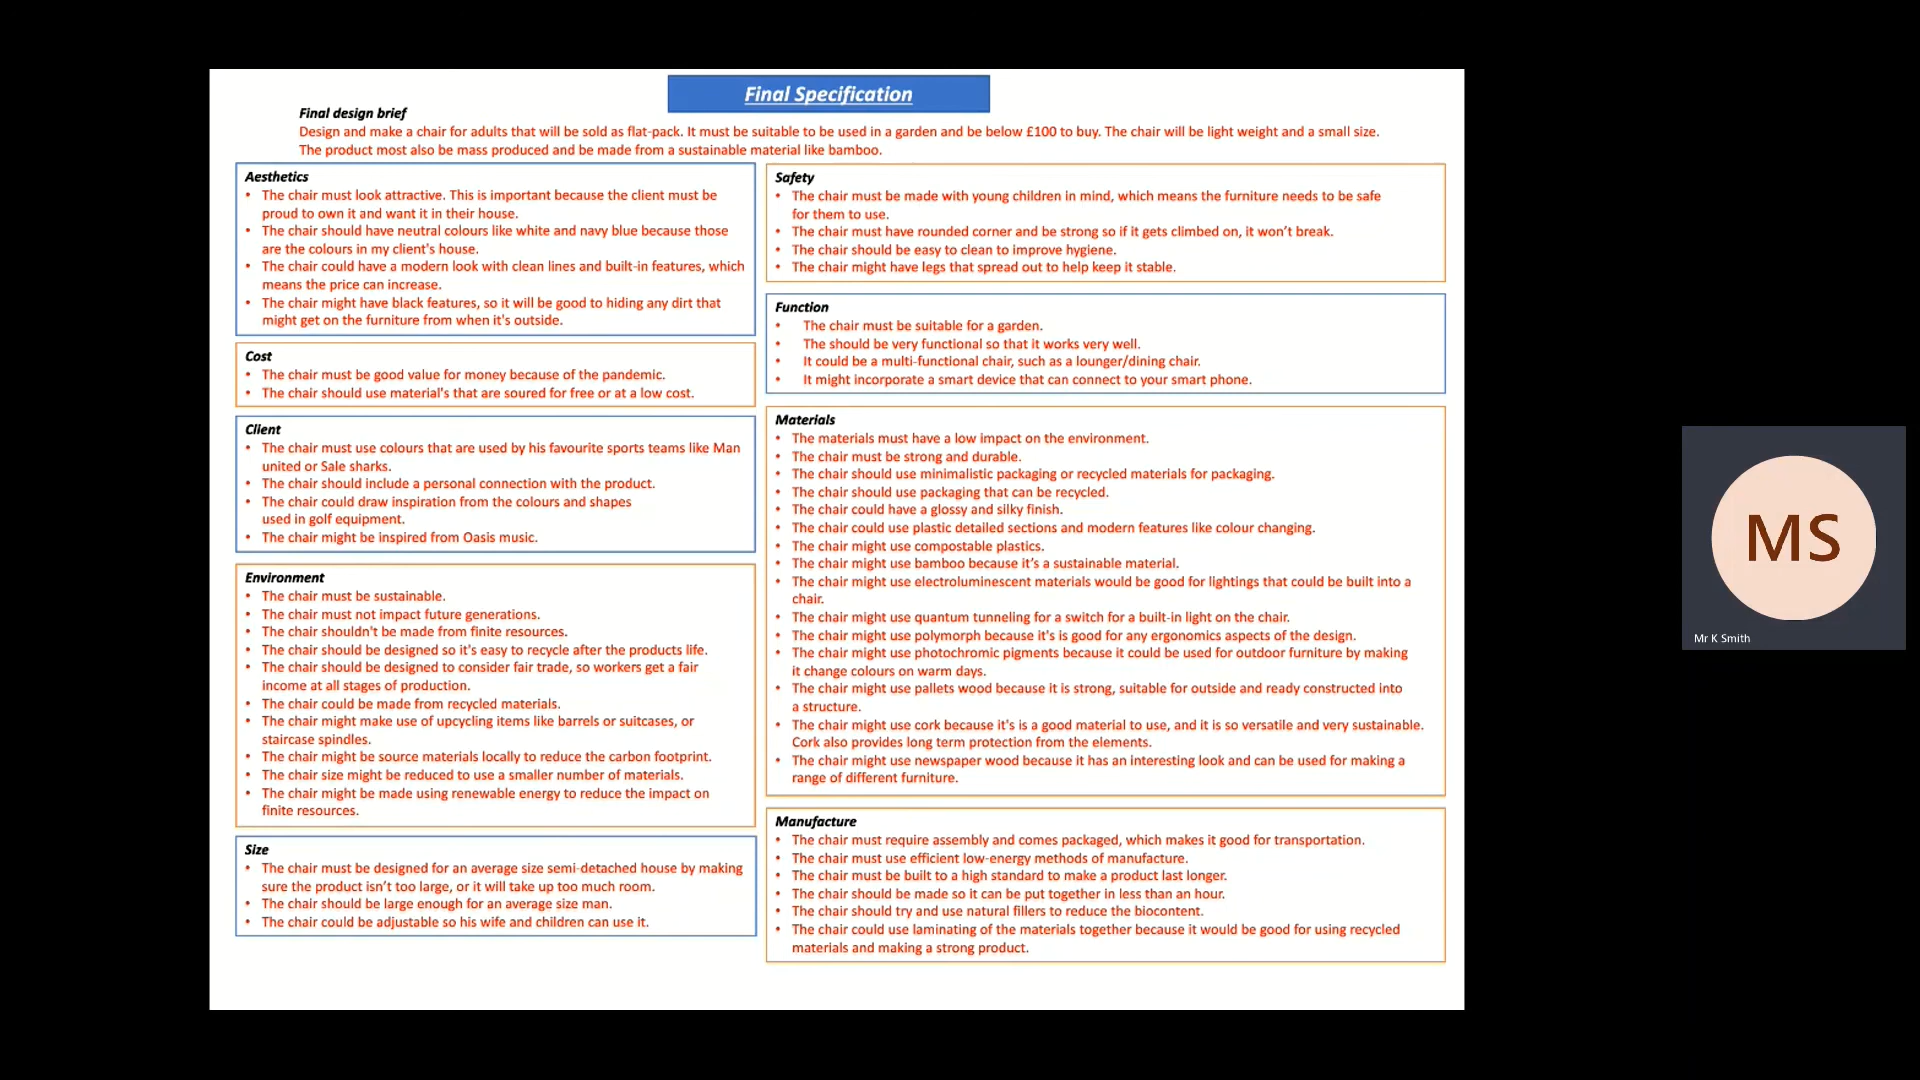 Final Specification
Final design brief
Design and make a chair for adults that will be sold as flat-pack. It must be suitable to be used in a garden and be below £100 to buy. The chair will be light weight and a small size.
The product most also be mass produced and be made from a sustainable material like bamboo.
Aesthetics
• The chair must look attractive. This is important because the client must be
proud to own it and want it in their house.
• The chair should have neutral colours like white and navy blue because those
are the colours in my client's house.
• The chair could have a modern look with clean lines and built-in features, which
means the price can increase.
• The chair might have black features, so it will be good to hiding any dirt that
might get on the furniture from when it's outside.
Cost
• The chair must be good value for money because of the pandemic.
• The chair should use material's that are soured for free or at a low cost.
Client
• The chair must use colours that are used by his favourite sports teams like Man
united or Sale sharks.
• The chair should include a personal connection with the product.
• The chair could draw inspiration from the colours and shapes
used in golf equipment.
• The chair might be inspired from Oasis music.
Environment
• The chair must be sustainable.
• The chair must not impact future generations.
• The chair shouldn't be made from finite resources.
• The chair should be designed so it's easy to recycle after the products life.
• The chair should be designed to consider fair trade, so workers get a fair
income at all stages of production.
• The chair could be made from recycled materials.
• The chair might make use of upcycling items like barrels or suitcases, or
staircase spindles.
• The chair might be source materials locally to reduce the carbon footprint.
• The chair size might be reduced to use a smaller number of materials.
• The chair might be made using renewable energy to reduce the impact on
finite resources.
Size
• The chair must be designed for an average size semi-detached house by making
sure the product isn't too large, or it will take up too much room.
• The chair should be large enough for an average size man.
• The chair could be adjustable so his wife and children can use it.
Safety
• The chair must be made with young children in mind, which means the furniture needs to be safe
for them to use.
• The chair must have rounded corner and be strong so if it gets climbed on, it won't break.
• The chair should be easy to clean to improve hygiene.
• The chair might have legs that spread out to help keep it stable.
Function
• The chair must be suitable for a garden.
• The should be very functional so that it works very well.
• It could be a multi-functional chair, such as a lounger/dining chair.
• It might incorporate a smart device that can connect to your smart phone.
Materials
• The materials must have a low impact on the environment.
• The chair must be strong and durable.
• The chair should use minimalistic packaging or recycled materials for packaging.
• The chair should use packaging that can be recycled.
• The chair could have a glossy and silky finish.
• The chair could use plastic detailed sections and modern features like colour changing.
• The chair might use compostable plastics.
• The chair might use bamboo because it's a sustainable material.
• The chair might use electroluminescent materials would be good for lightings that could be built into a
chair.
• The chair might use quantum tunneling for a switch for a built-in light on the chair.
• The chair might use polymorph because it's is good for any ergonomics aspects of the design.
• The chair might use photochromic pigments because it could be used for outdoor furniture by making
it change colours on warm days.
• The chair might use pallets wood because it is strong, suitable for outside and ready constructed into
a structure.
• The chair might use cork because it's is a good material to use, and it is so versatile and very sustainable.
Cork also provides long term protection from the elements.
• The chair might use newspaper wood because it has an interesting look and can be used for making a
range of different furniture.
Manufacture
• The chair must require assembly and comes packaged, which makes it good for transportation.
• The chair must use efficient low-energy methods of manufacture.
• The chair must be built to a high standard to make a product last longer.
• The chair should be made so it can be put together in less than an hour.
• The chair should try and use natural fillers to reduce the biocontent.
• The chair could use laminating of the materials together because it would be good for using recycled
materials and making a strong product.
MS
Mr K Smith